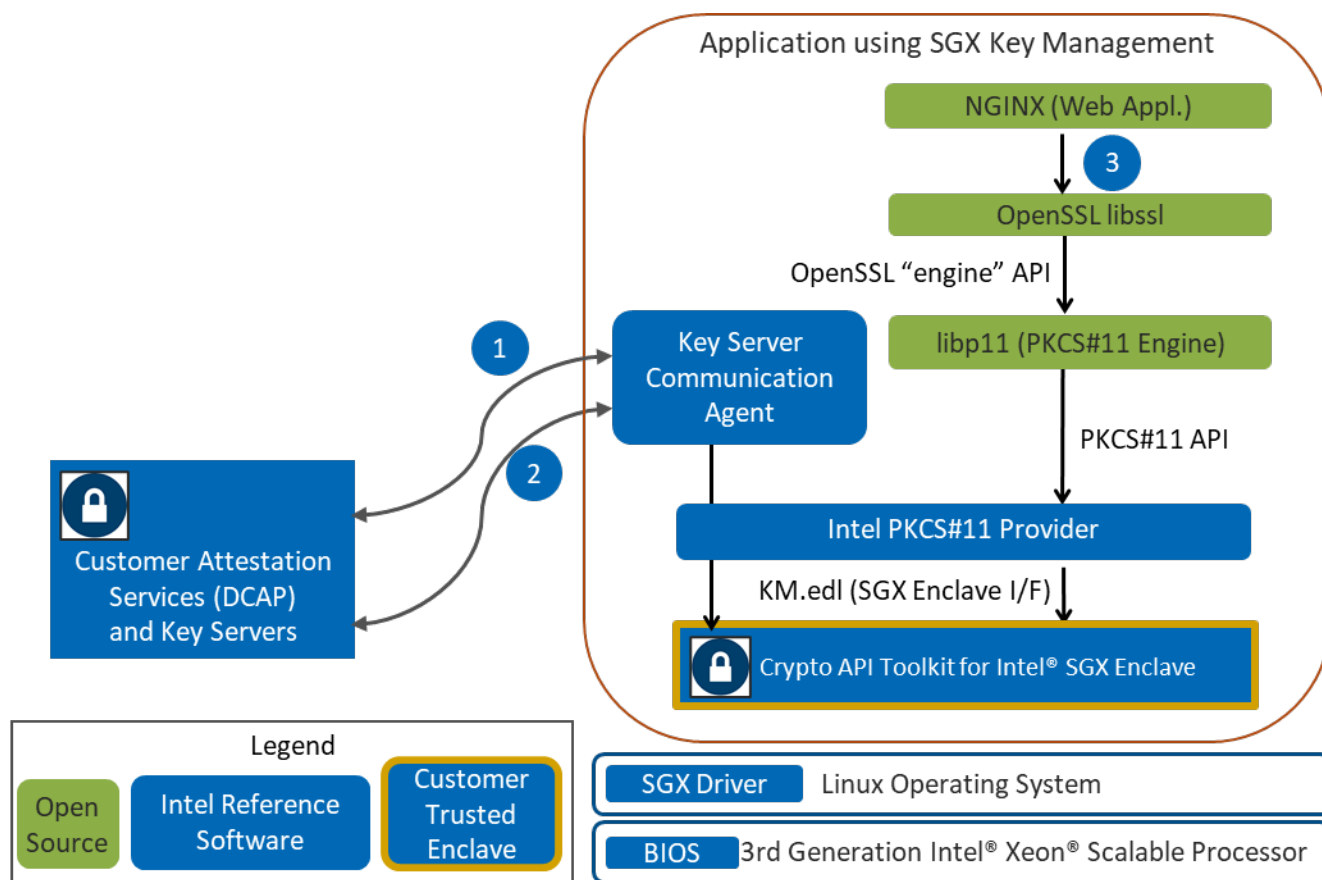 Application using SGX Key Management
NGINX (Web Appl.)
3
OpenSSL libssl
OpenSSL “engine” API
1
Key Server
Communication
Agent
libp11 (PKCS#11 Engine)
2
PKCS#11 API
Customer Attestation
Services (DCAP)
and Key Servers
Intel PKCS#11 Provider
KM.edl (SGX Enclave I/F)
Crypto API Toolkit for Intel® SGX Enclave
Legend
Open
Source
Intel Reference
Software
Customer
Trusted
Enclave
SGX Driver Linux Operating System
BIOS 3rd Generation Intel® Xeon® Scalable Processor